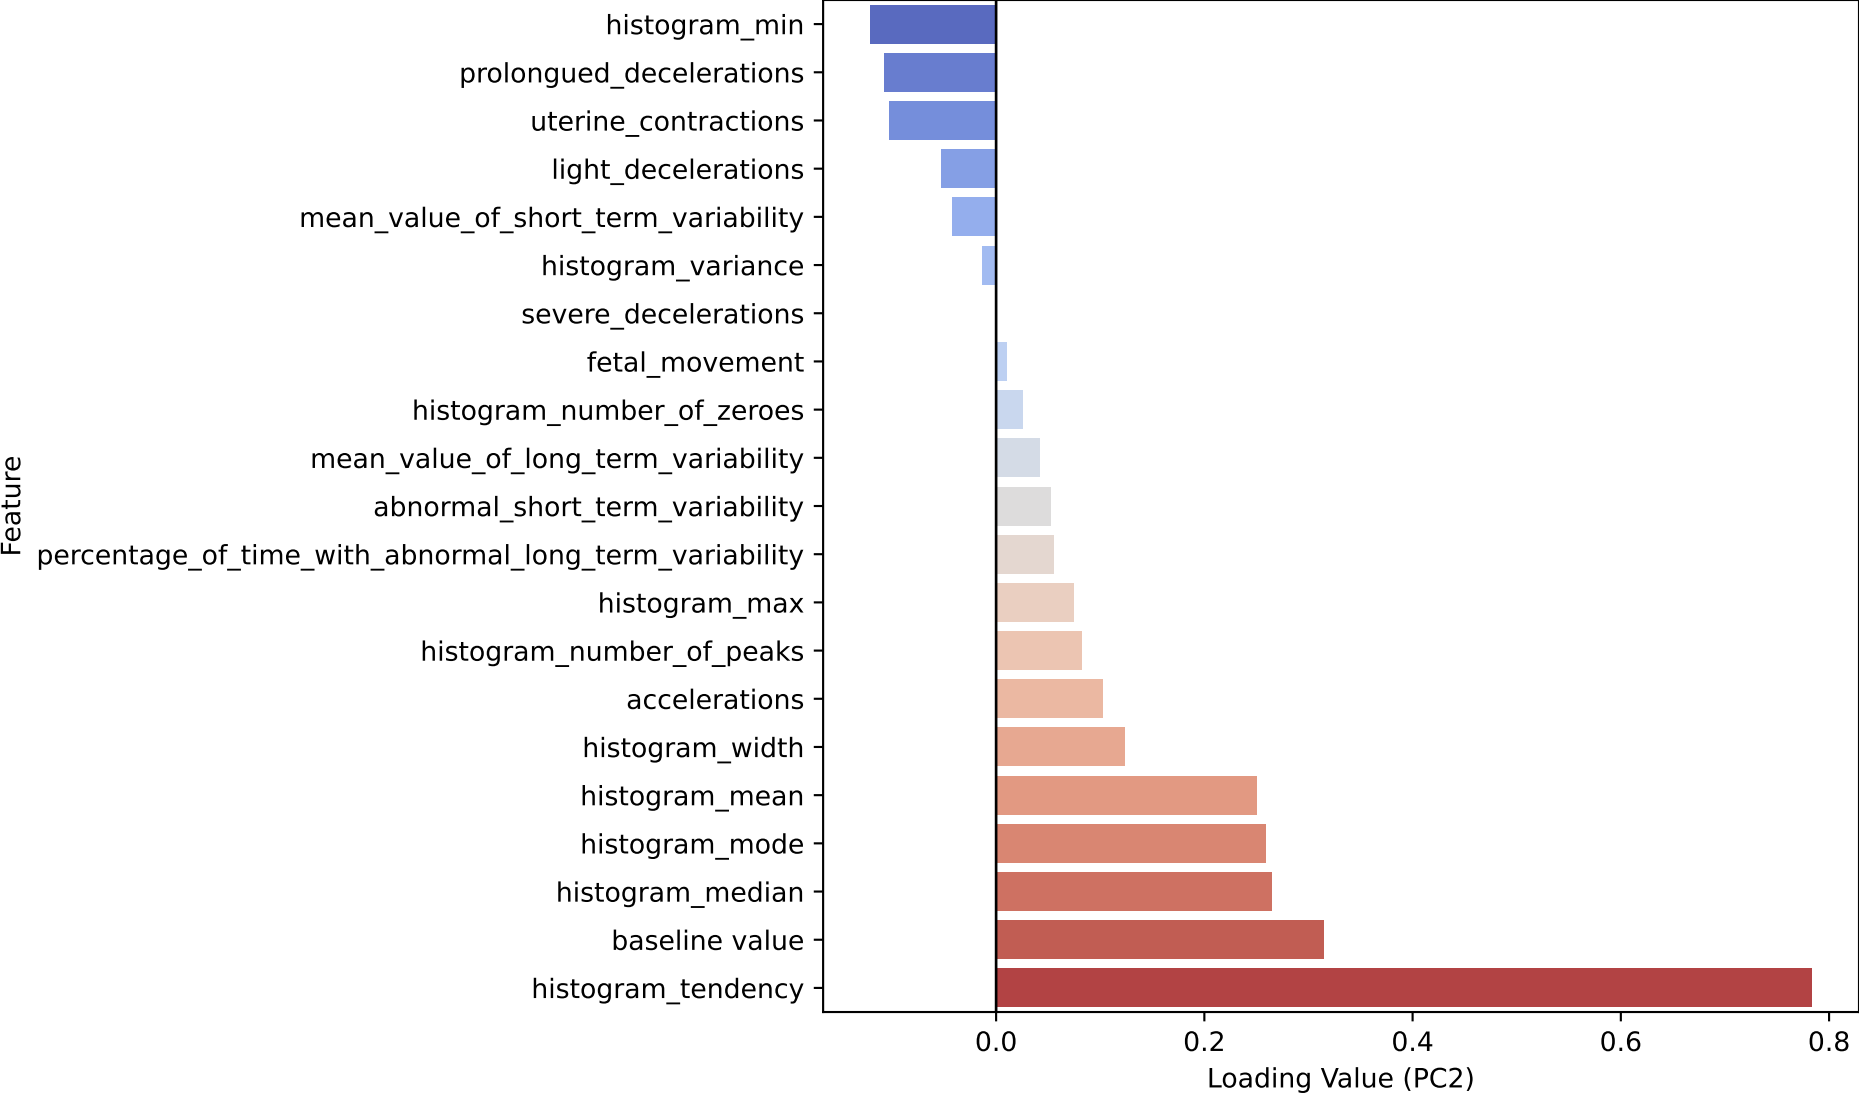 histogram_min
prolongued_decelerations
uterine_contractions
light_decelerations
mean_value_of_short_term_variability
histogram_variance
severe_decelerations
fetal_movement
histogram_number_of_zeroes
mean_value_of_long_term_variability
abnormal_short_term_variability
percentage_of_time_with_abnormal_long_term_variability
histogram_max
histogram_number_of_peaks
accelerations
histogram_width
histogram_mean
histogram_mode
histogram_median
baseline value
histogram_tendency
Feature
0.0 0.2 0.4 0.6 0.8
Loading Value (PC2)